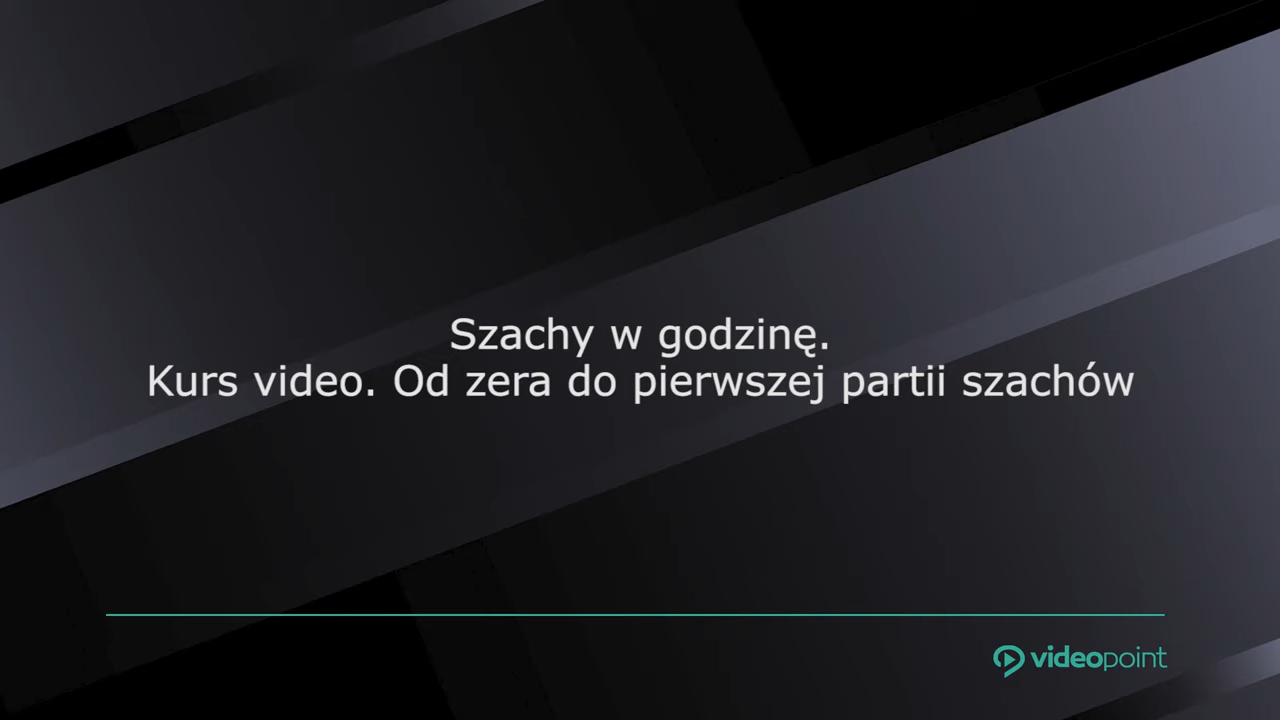 Szachy w godzinę.
Kurs video. Od zera do pierwszej partii szachów
videopoint